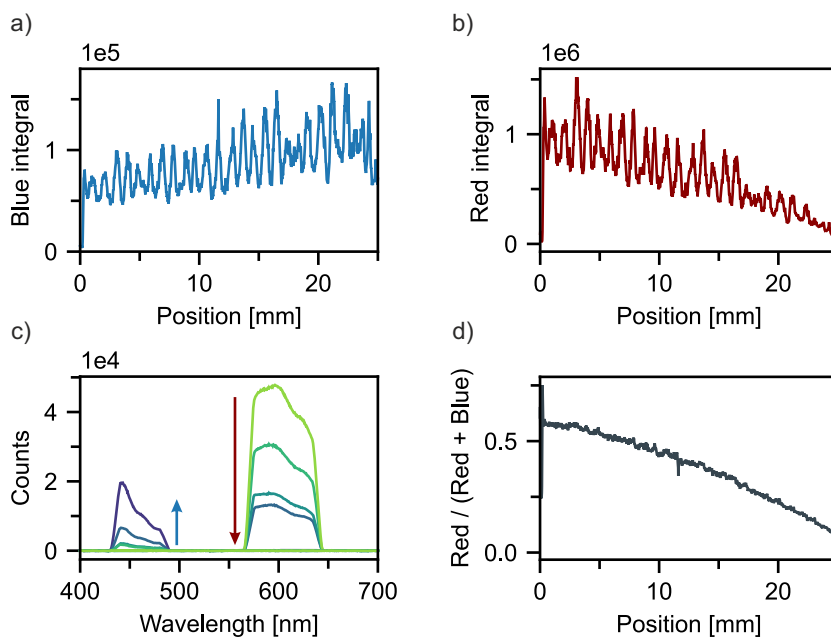 a)
1e5
Blue integral
1
0
0
10
20
Position [mm]
b)
1e6
Red integral
1
0
0
10
20
Position [mm]
c)
1e4
Counts
4
2
0
400
500
600
700
Wavelength [nm]
d)
Red / (Red + Blue)
0.5
0.0
0
10
20
Position [mm]